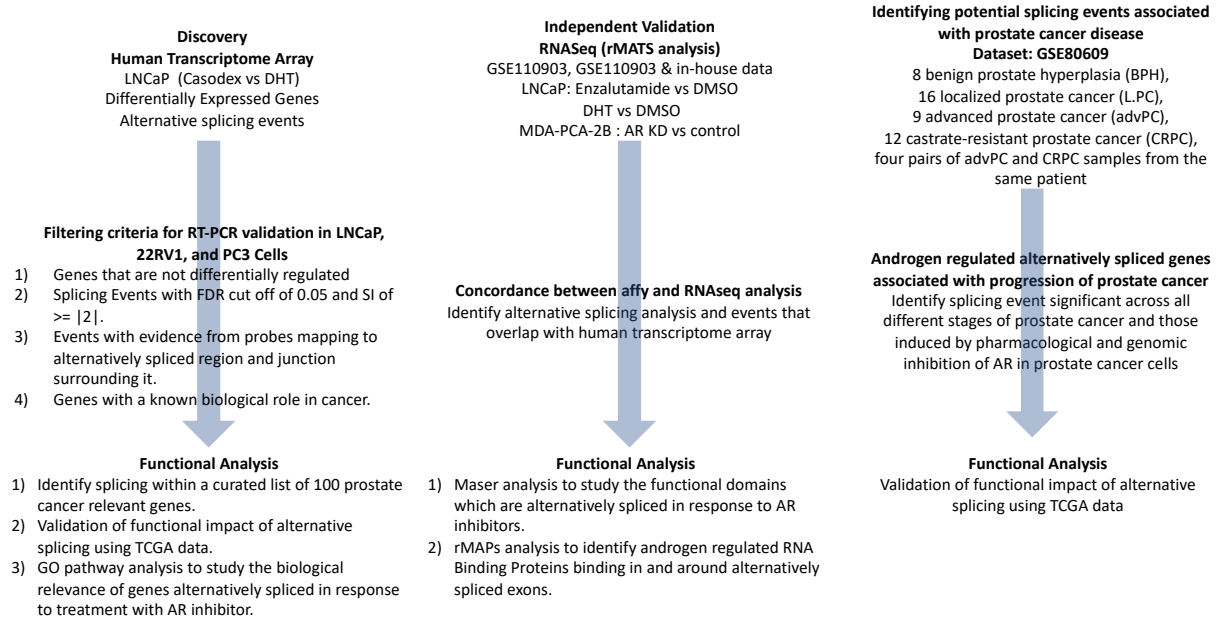 Discovery
Human Transcriptome Array
LNCaP (Casodex vs DHT)
Differentially Expressed Genes
Alternative splicing events
Filtering criteria for RT-PCR validation in LNCaP,
22RV1, and PC3 Cells
1) Genes that are not differentially regulated
2) Splicing Events with FDR cut off of 0.05 and SI of
>= |2|.
3) Events with evidence from probes mapping to
alternatively spliced region and junction
surrounding it.
4) Genes with a known biological role in cancer.
Functional Analysis
1) Identify splicing within a curated list of 100 prostate
cancer relevant genes.
2) Validation of functional impact of alternative
splicing using TCGA data.
3) GO pathway analysis to study the biological
relevance of genes alternatively spliced in response
to treatment with AR inhibitor.
Independent Validation
RNASeq (rMATS analysis)
GSE110903, GSE110903 & in-house data
LNCaP: Enzalutamide vs DMSO
DHT vs DMSO
MDA-PCA-2B : AR KD vs control
Concordance between affy and RNAseq analysis
Identify alternative splicing analysis and events that
overlap with human transcriptome array
Functional Analysis
1) Maser analysis to study the functional domains
which are alternatively spliced in response to AR
inhibitors.
2) rMAPs analysis to identify androgen regulated RNA
Binding Proteins binding in and around alternatively
spliced exons.
Identifying potential splicing events associated
with prostate cancer disease
Dataset: GSE80609
8 benign prostate hyperplasia (BPH),
16 localized prostate cancer (L.PC),
9 advanced prostate cancer (advPC),
12 castrate-resistant prostate cancer (CRPC),
four pairs of advPC and CRPC samples from the
same patient
Androgen regulated alternatively spliced genes
associated with progression of prostate cancer
Identify splicing event significant across all
different stages of prostate cancer and those
induced by pharmacological and genomic
inhibition of AR in prostate cancer cells
Functional Analysis
Validation of functional impact of alternative
splicing using TCGA data